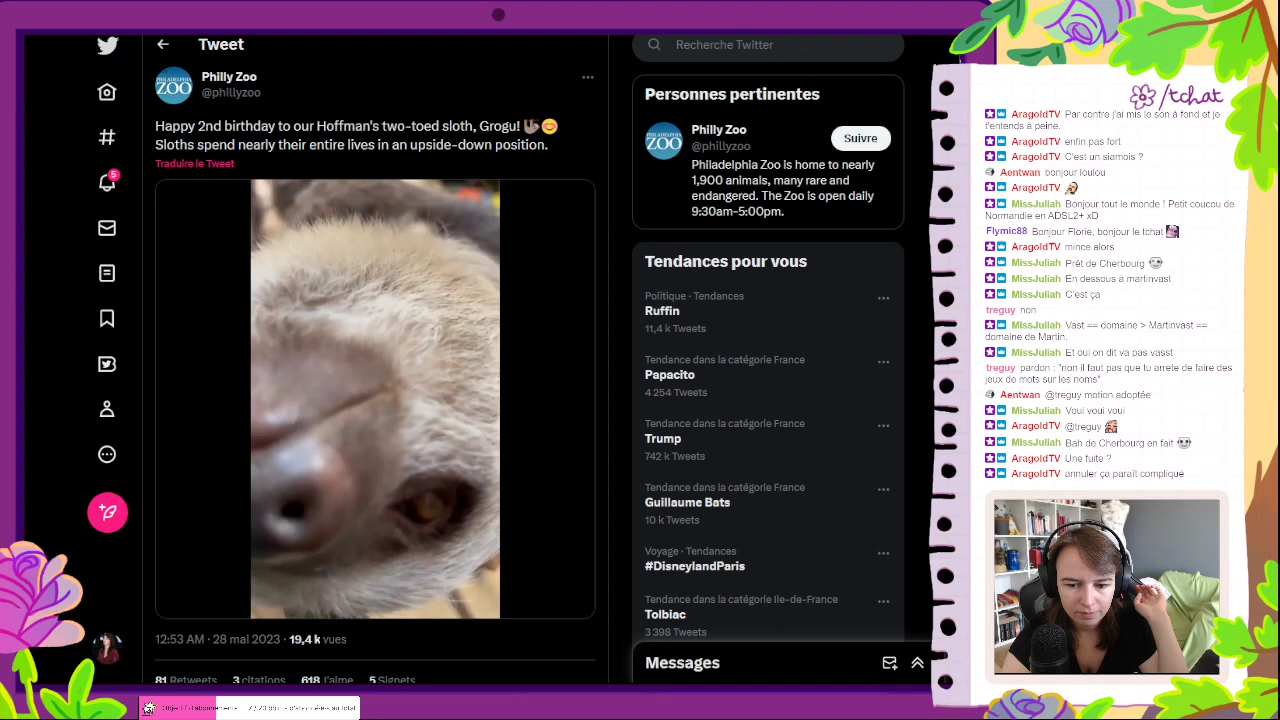 Tweet
PHILADELPHIA
ZOO
Philly Zoo
@phillyzoo
Happy 2nd birthday to our Hoffman's two-toed sloth, Grogu! 🦥😊
Sloths spend nearly their entire lives in an upside-down position.
Traduire le Tweet
12:53 AM · 28 mai 2023 · 19,4 k vues
81 Retweets 3 citations 618 J'aime 5 Signets
5
Recherche Twitter
Personnes pertinentes
PHILADELPHIA
ZOO
Philly Zoo
@phillyzoo
Suivre
Philadelphia Zoo is home to nearly
1,900 animals, many rare and
endangered. The Zoo is open daily
9:30am-5:00pm.
Tendances pour vous
Politique · Tendances
Ruffin
11,4 k Tweets
Tendance dans la catégorie France
Papacito
4 254 Tweets
Tendance dans la catégorie France
Trump
742 k Tweets
Tendance dans la catégorie France
Guillaume Bats
10 k Tweets
Voyage · Tendances
#DisneylandParis
Tendance dans la catégorie Ile-de-France
Tolbiac
3 398 Tweets
Messages
/tchat
AragoldTV Par contre j'ai mis le son à fond et je
t'entends à peine.
AragoldTV enfin pas fort
AragoldTV C'est un siamois ?
Aentwan bonjour loulou
AragoldTV
MissJuliah Bonjour tout le monde ! Petit coucou de
Normandie en ADSL2+ xD
Flymic88 Bonjour Florie, bonjour le tchat
AragoldTV mince alors
MissJuliah Prêt de Cherbourg
MissJuliah En dessous à martinvast
MissJuliah C'est ça
treguy non
MissJuliah Vast == domaine > Martinvast ==
domaine de Martin.
MissJuliah Et oui on dit va pas vasst
treguy pardon : "non il faut pas que tu arrete de faire des
jeux de mots sur les noms"
Aentwan @treguy motion adoptée
MissJuliah Voui voui voui
AragoldTV @treguy
MissJuliah Bah de Cherbourg en fait
AragoldTV Une fuite ?
AragoldTV annuler ça paraît compliqué